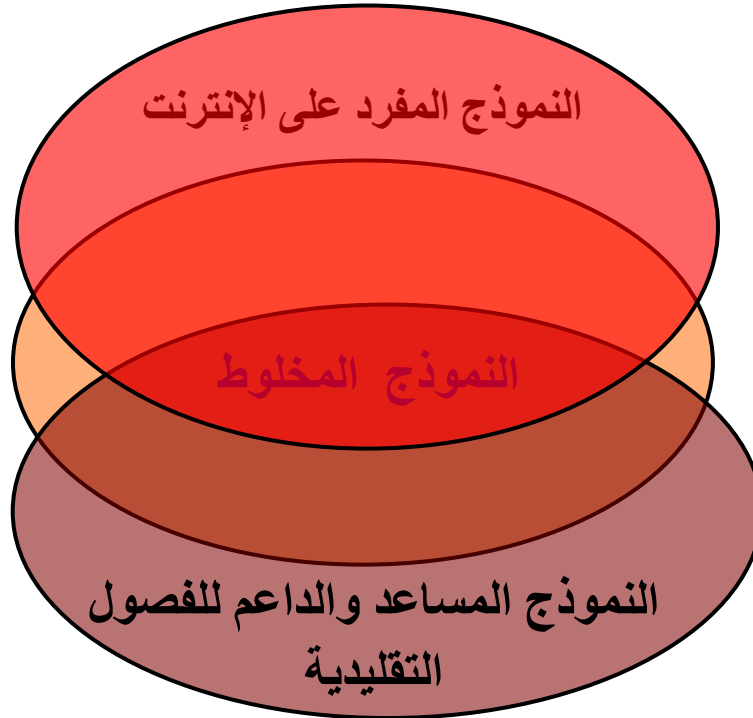 النموذج المفرد على الإنترنت
النموذج المخلوط
النموذج المساعد والداعم للفصول
التقليدية